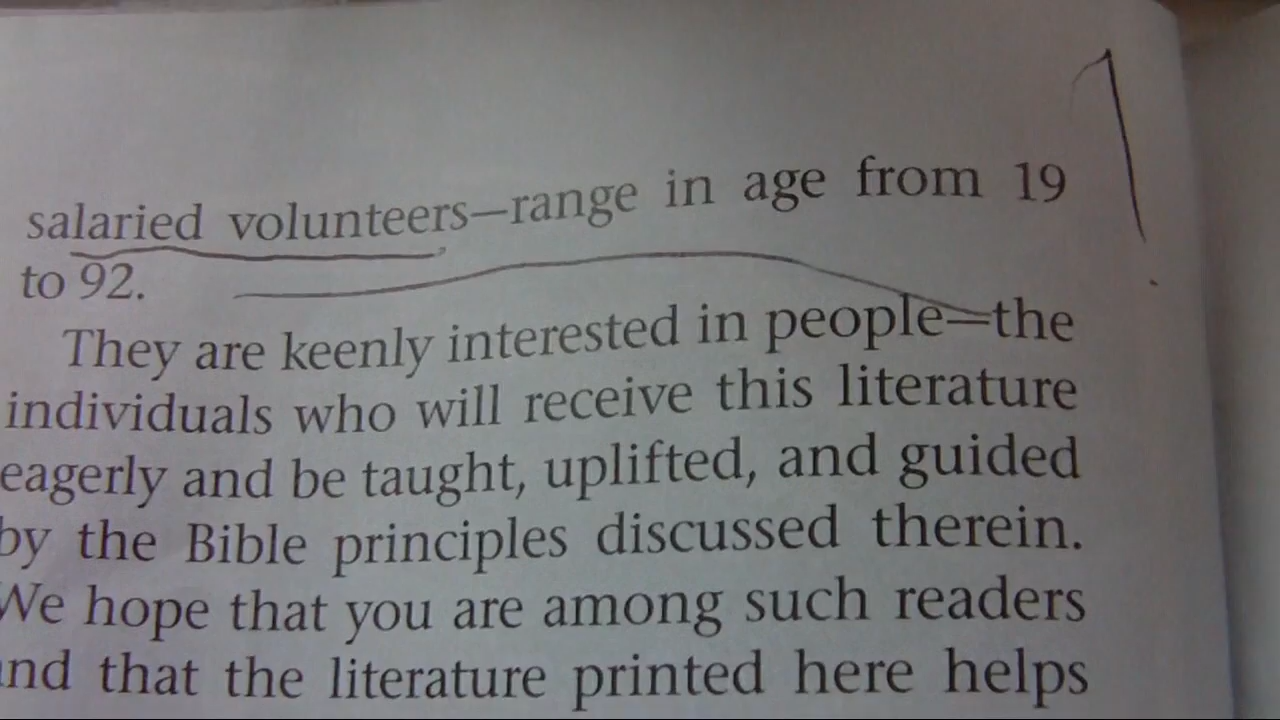 salaried volunteers—range in age from 19
to 92.
They are keenly interested in people—the
individuals who will receive this literature
eagerly and be taught, uplifted, and guided
by the Bible principles discussed therein.
We hope that you are among such readers
and that the literature printed here helps